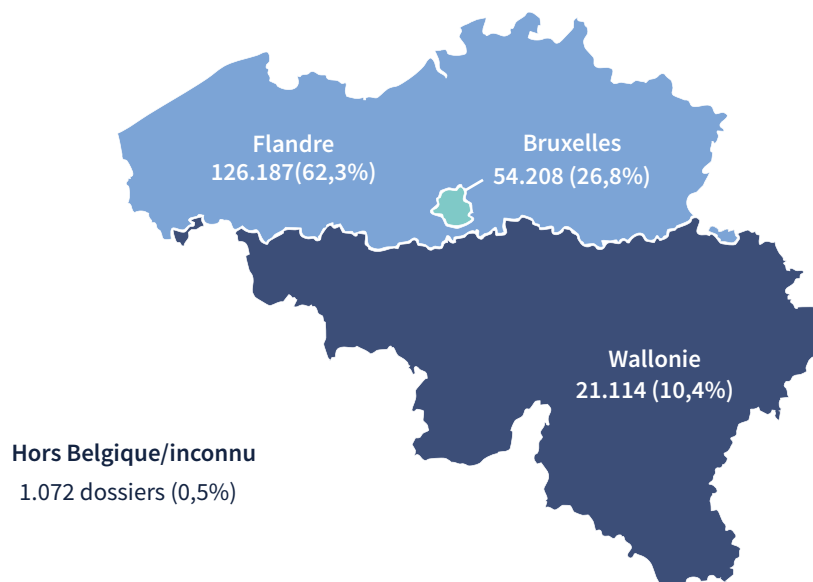 Flandre
126.187(62,3%)
Bruxelles
54.208 (26,8%)
Wallonie
21.114 (10,4%)
Hors Belgique/inconnu
1.072 dossiers (0,5%)